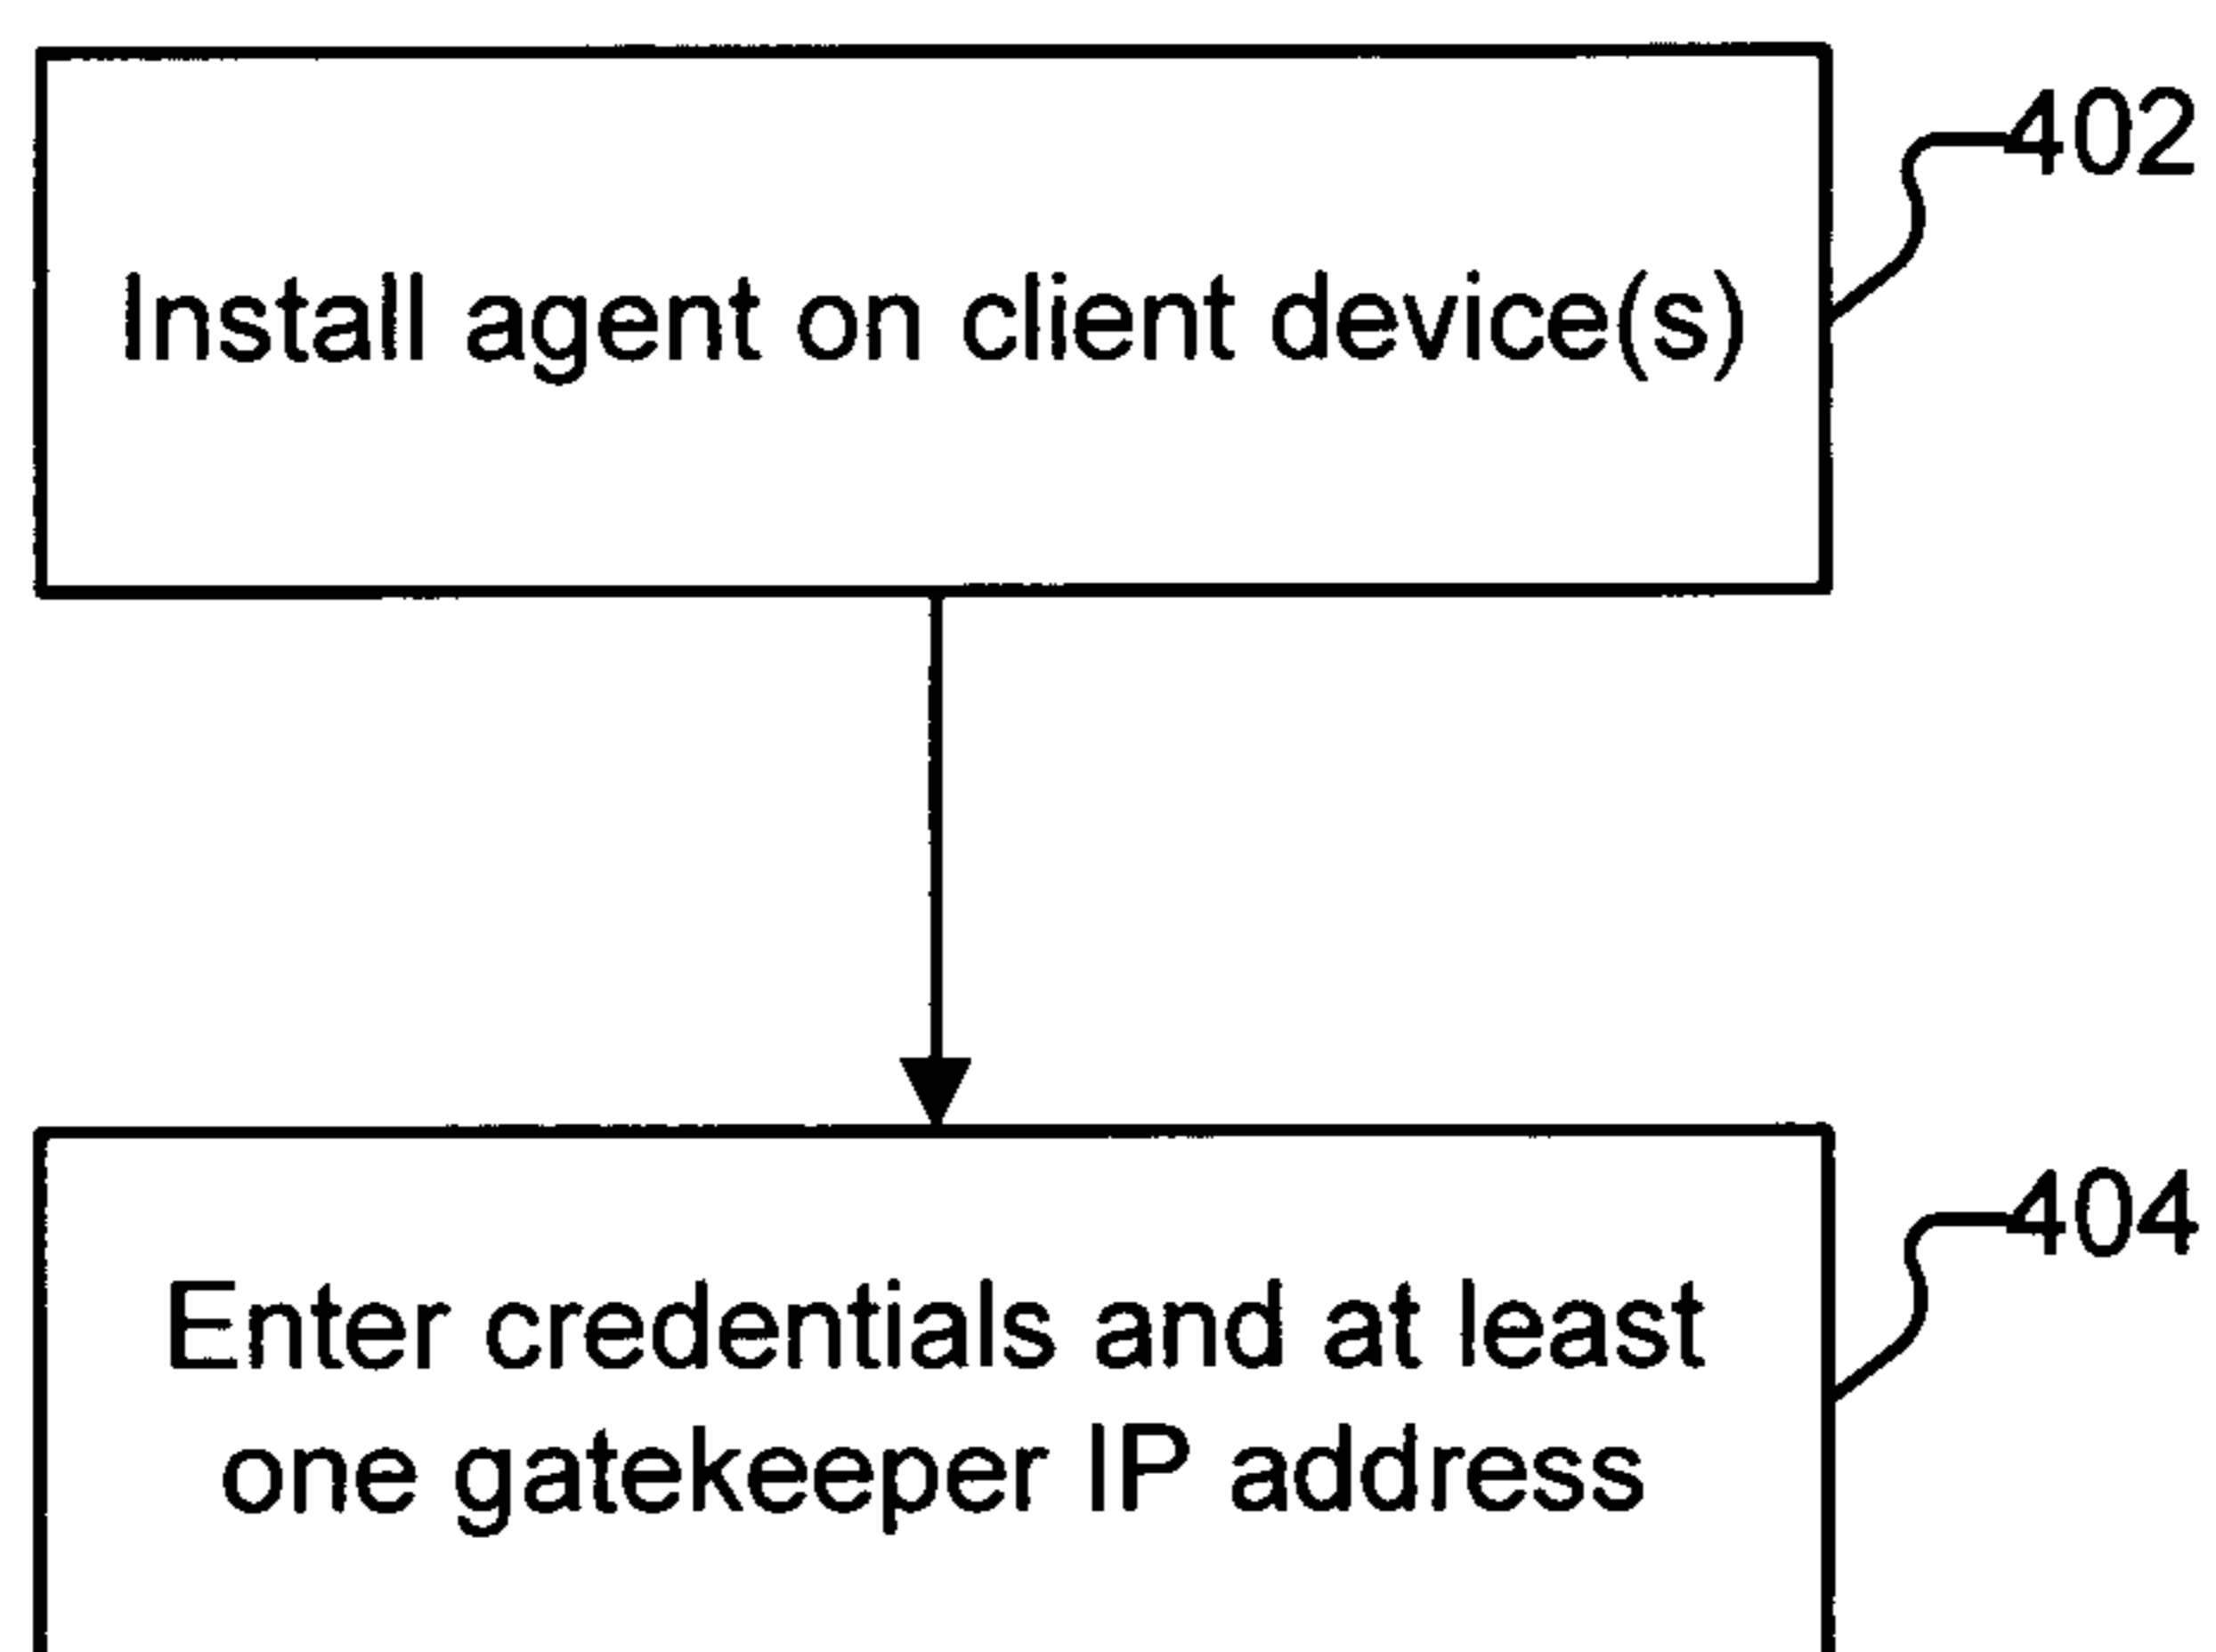 402
Install agent on client device(s)
404
Enter credentials and at least
one gatekeeper IP address